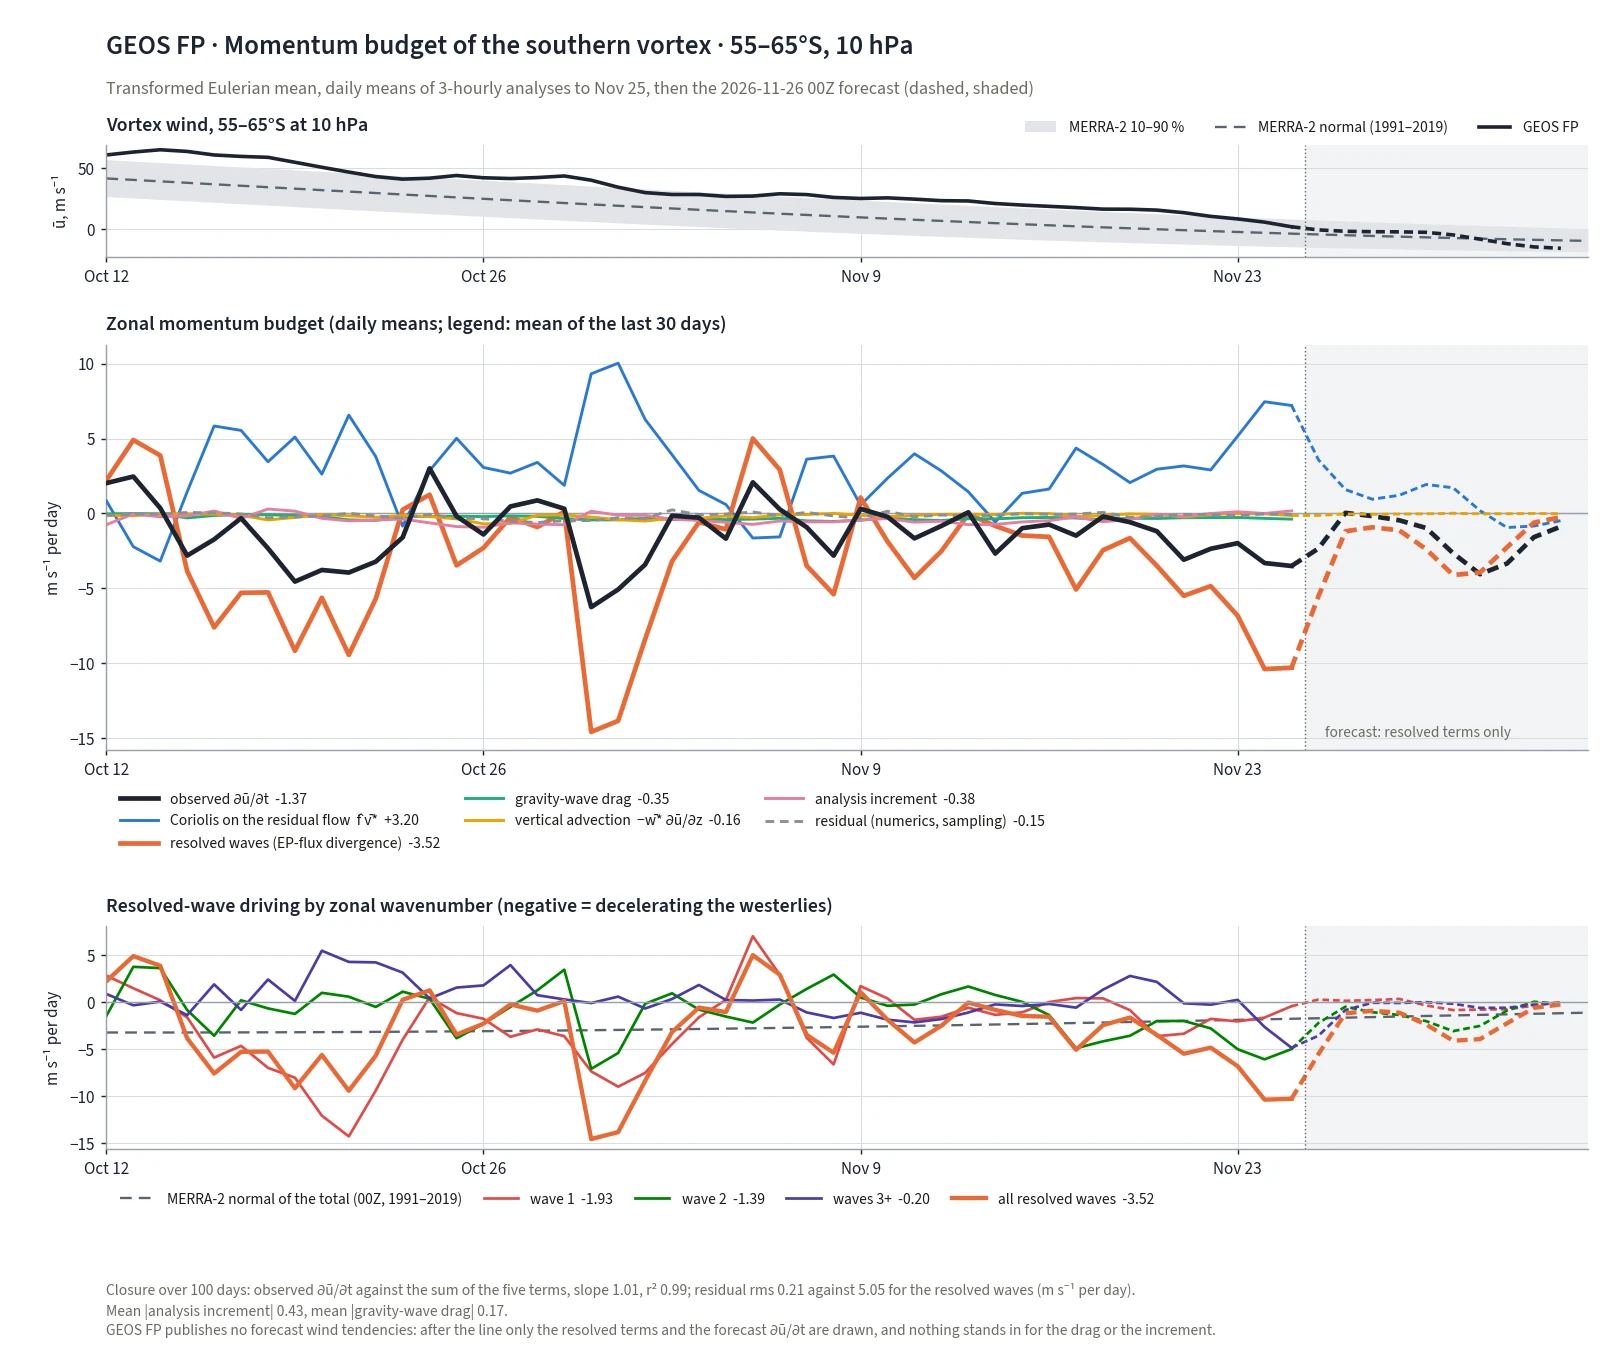 GEOS FP · Momentum budget of the southern vortex · 55–65°S, 10 hPa
Transformed Eulerian mean, daily means of 3-hourly analyses to Nov 25, then the 2026-11-26 00Z forecast (dashed, shaded)
Vortex wind, 55–65°S at 10 hPa
MERRA-2 10–90 %
MERRA-2 normal (1991–2019)
GEOS FP
50
0
ū, m s⁻¹
Oct 12
Oct 26
Nov 9
Nov 23
Zonal momentum budget (daily means; legend: mean of the last 30 days)
10
5
0
−5
−10
−15
m s⁻¹ per day
forecast: resolved terms only
Oct 12
Oct 26
Nov 9
Nov 23
observed ∂ū/∂t -1.37
gravity-wave drag -0.35
analysis increment -0.38
Coriolis on the residual flow f v̄* +3.20
vertical advection −w̄* ∂ū/∂z -0.16
residual (numerics, sampling) -0.15
resolved waves (EP-flux divergence) -3.52
Resolved-wave driving by zonal wavenumber (negative = decelerating the westerlies)
5
0
−5
−10
−15
m s⁻¹ per day
Oct 12
Oct 26
Nov 9
Nov 23
MERRA-2 normal of the total (00Z, 1991–2019)
wave 1 -1.93
wave 2 -1.39
waves 3+ -0.20
all resolved waves -3.52
Closure over 100 days: observed ∂ū/∂t against the sum of the five terms, slope 1.01, r² 0.99; residual rms 0.21 against 5.05 for the resolved waves (m s⁻¹ per day).
Mean |analysis increment| 0.43, mean |gravity-wave drag| 0.17.
GEOS FP publishes no forecast wind tendencies: after the line only the resolved terms and the forecast ∂ū/∂t are drawn, and nothing stands in for the drag or the increment.